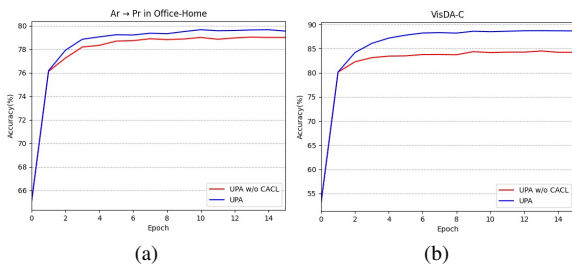 Ar → Pr in Office-Home
80
78
76
74
72
70
68
66
Accuracy(%)
0 2 4 6 8 10 12 14
Epoch
UPA w/o CACL
UPA
(a)
VisDA-C
90
85
80
75
70
65
60
55
Accuracy(%)
0 2 4 6 8 10 12 14
Epoch
UPA w/o CACL
UPA
(b)